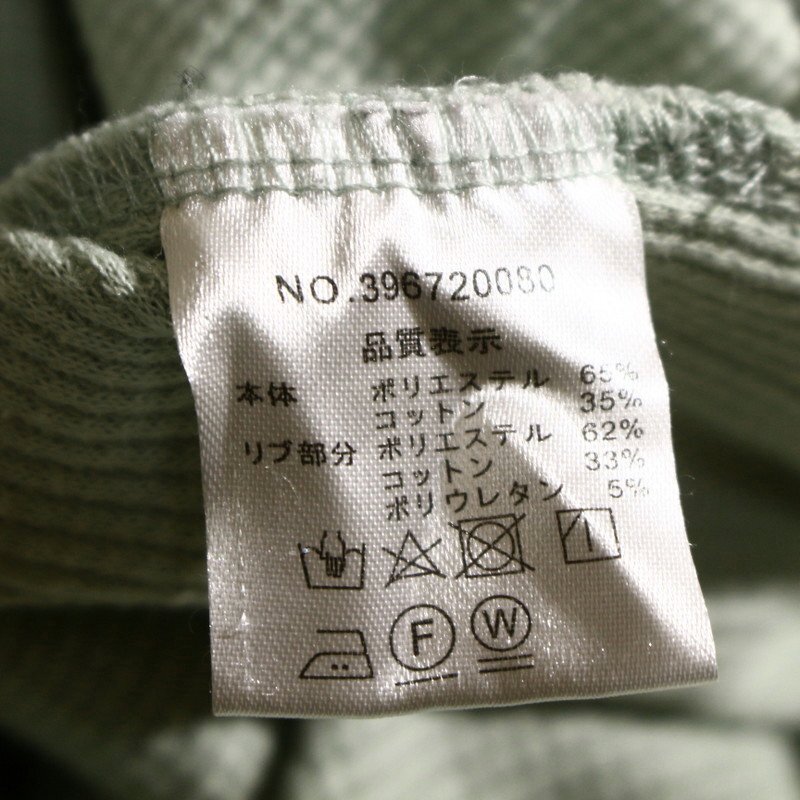 NO.396720080
品質表示
本体 ポリエステル 65%
コットン 35%
リブ部分 ポリエステル 62%
コットン 33%
ポリウレタン 5%
F W